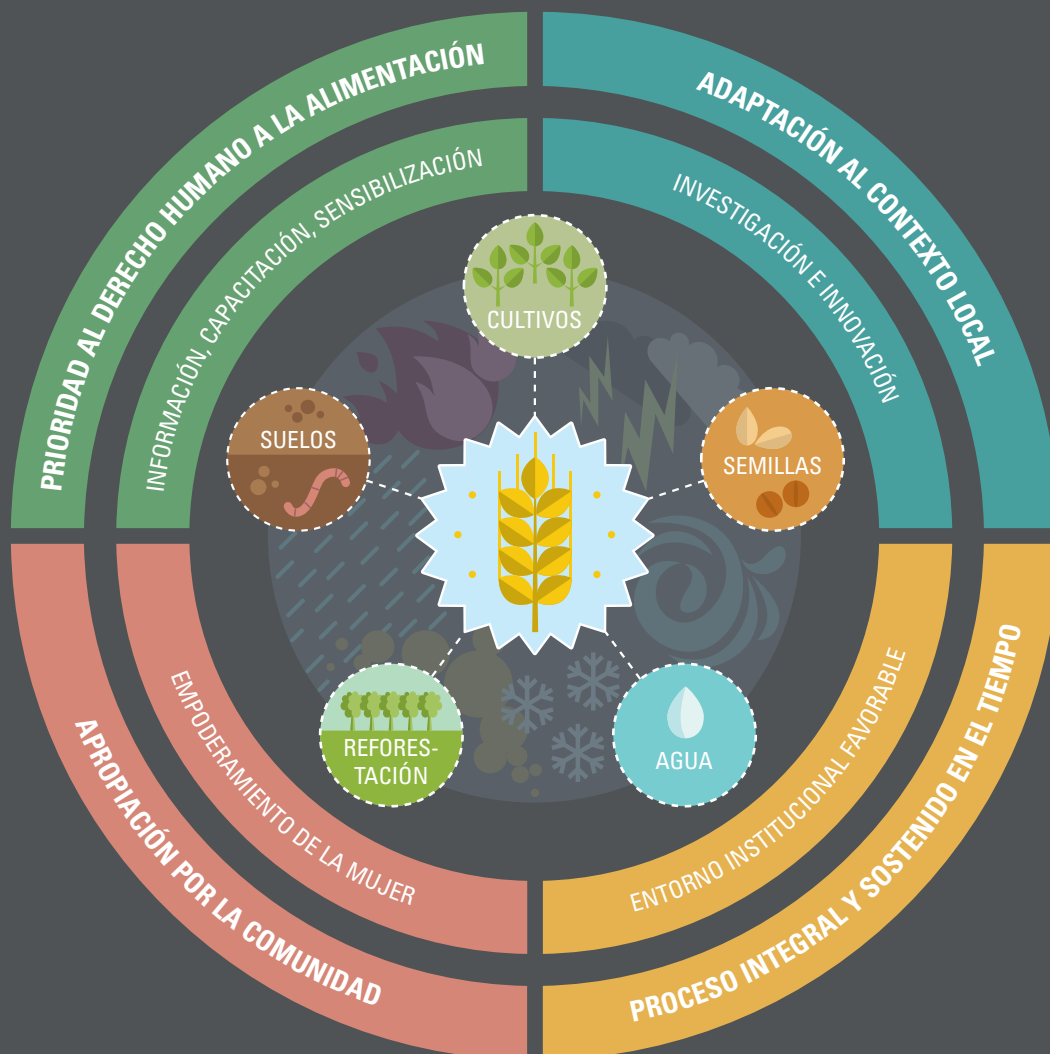 PRIORIDAD AL DERECHO HUMANO A LA ALIMENTACIÓN
ADAPTACIÓN AL CONTEXTO LOCAL
INFORMACIÓN, CAPACITACIÓN, SENSIBILIZACIÓN
INVESTIGACIÓN E INNOVACIÓN
CULTIVOS
SUELOS
SEMILLAS
REFORES-
TACIÓN
AGUA
EMPODERAMIENTO DE LA MUJER
ENTORNO INSTITUCIONAL FAVORABLE
APROPIACIÓN POR LA COMUNIDAD
PROCESO INTEGRAL Y SOSTENIDO EN EL TIEMPO